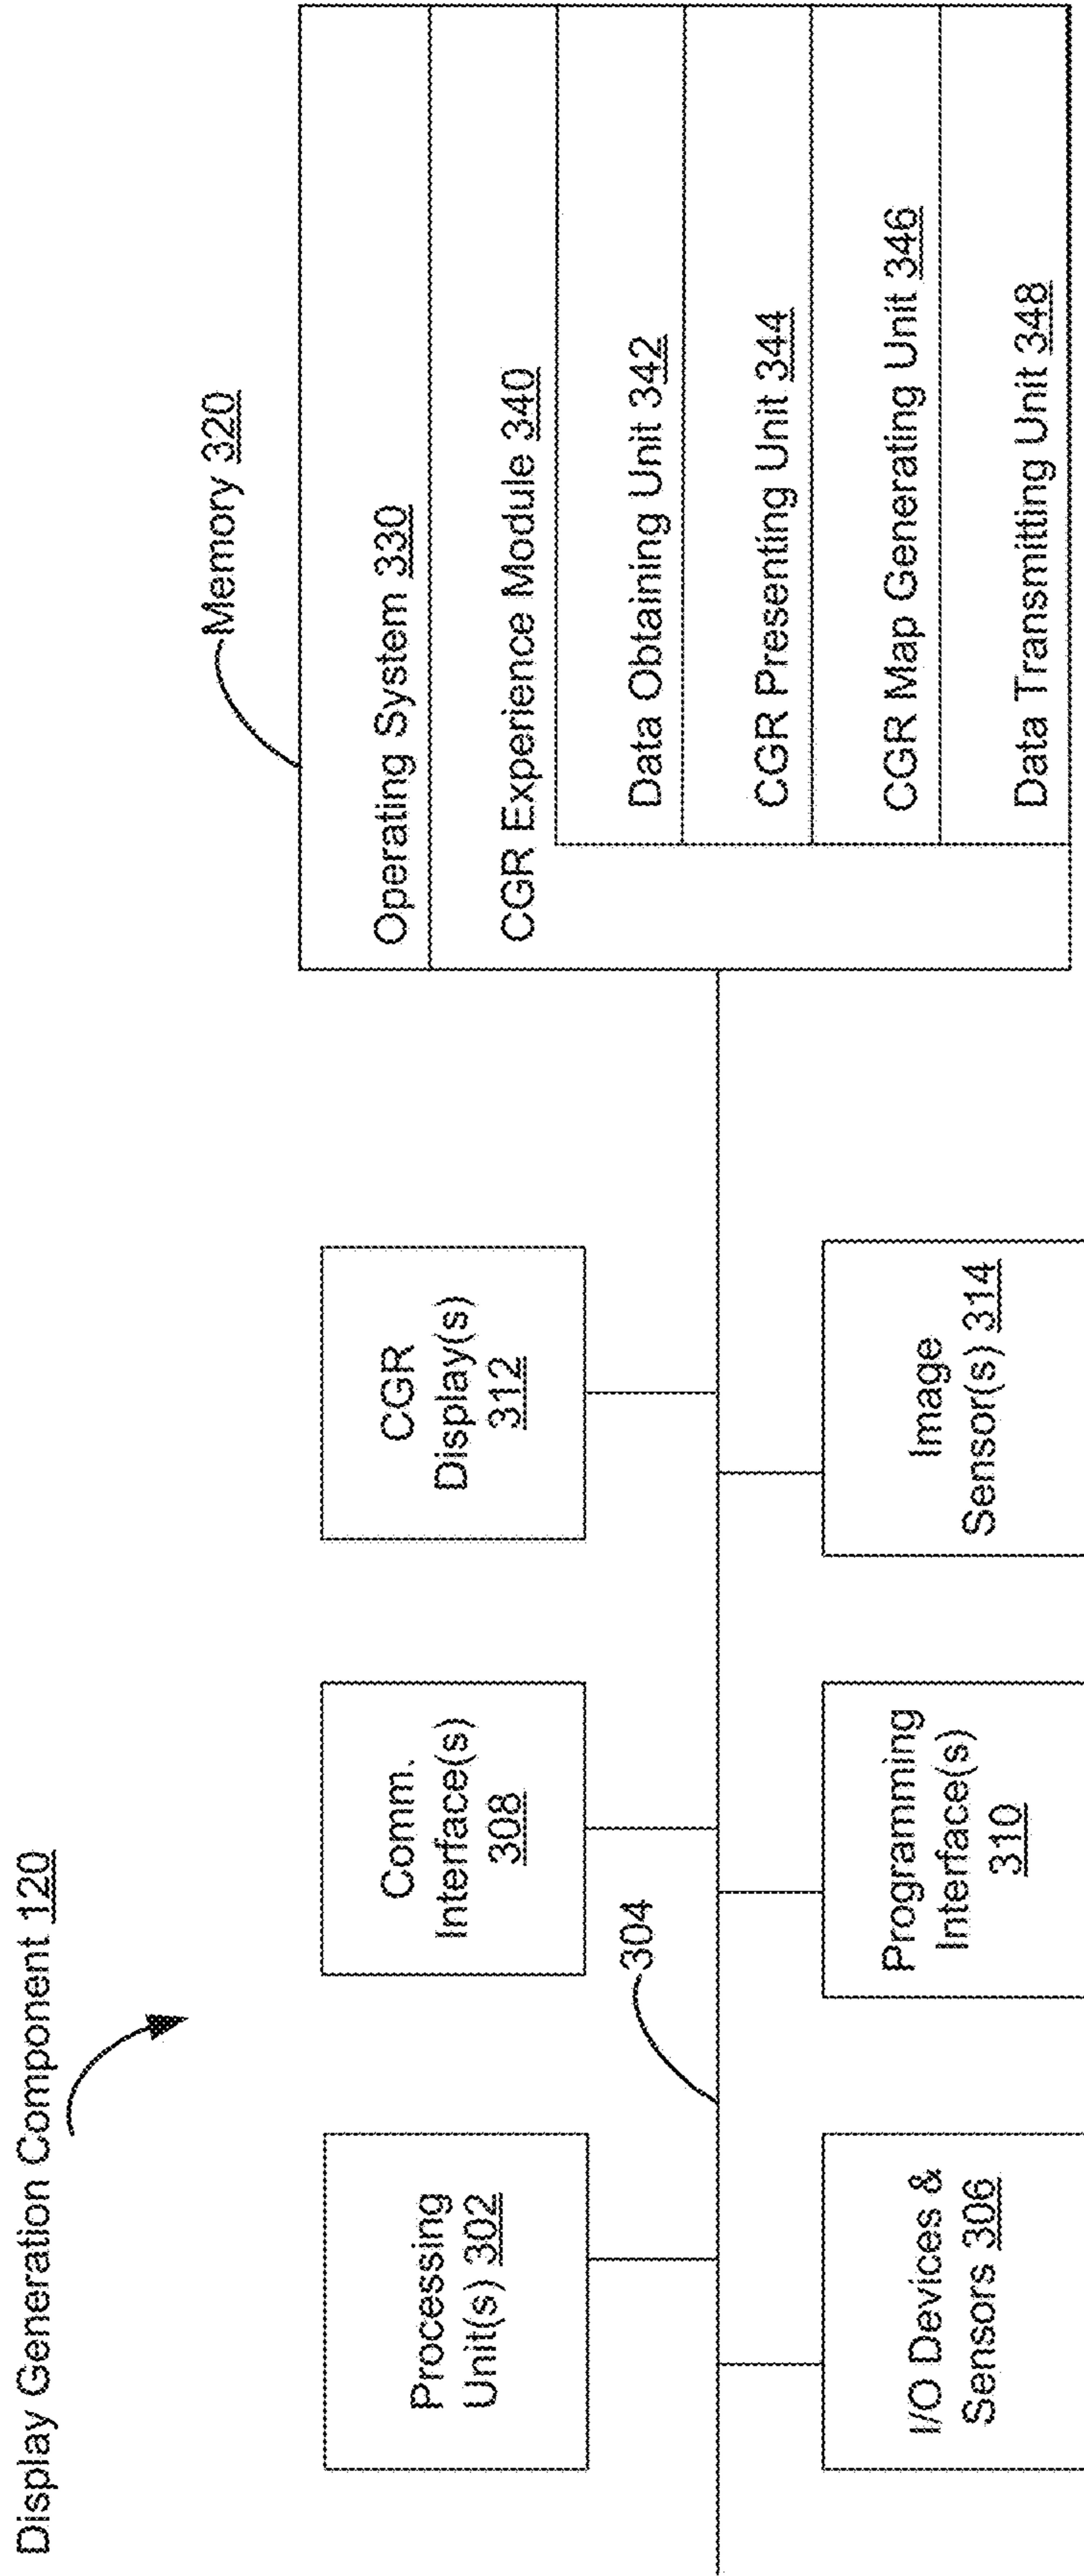 Display Generation Component 120
Memory 320
Processing
Unit(s) 302
Comm.
Interface(s)
308
CGR
Display(s)
312
304
I/O Devices &
Sensors 306
Programming
Interface(s)
310
Image
Sensor(s) 314
Operating System 330
CGR Experience Module 340
Data Obtaining Unit 342
CGR Presenting Unit 344
CGR Map Generating Unit 346
Data Transmitting Unit 348